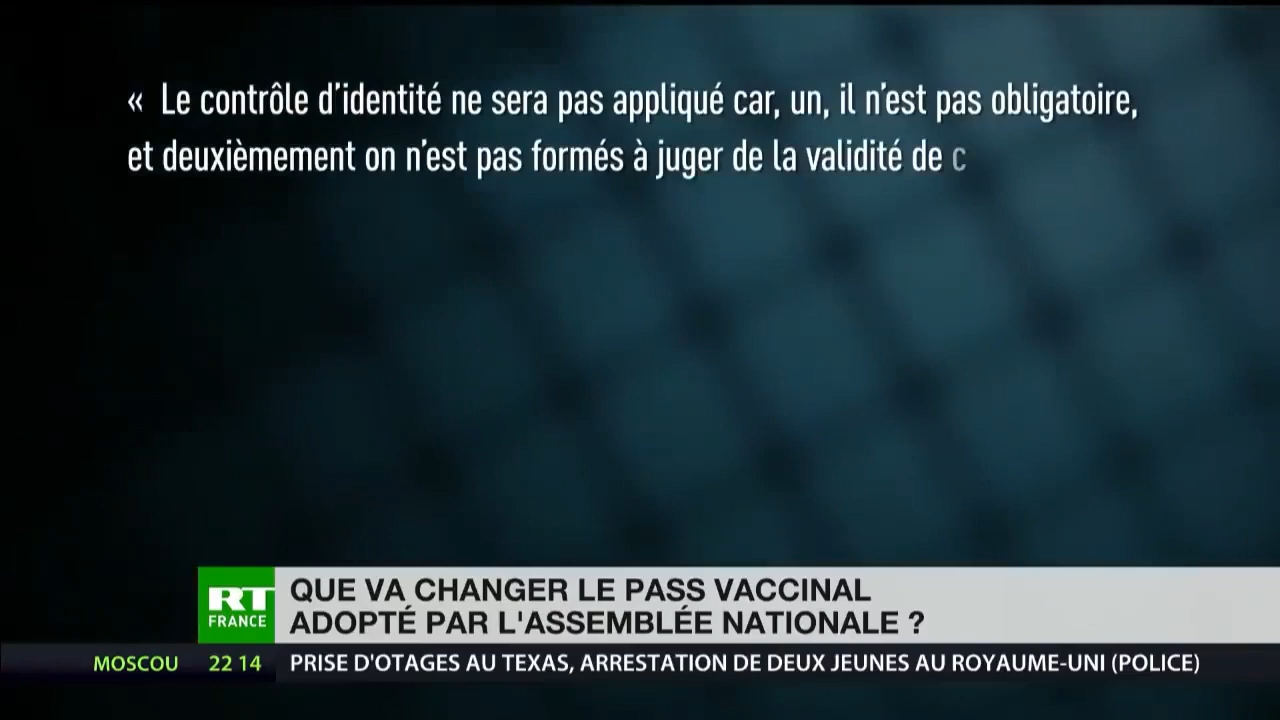 « Le contrôle d’identité ne sera pas appliqué car, un, il n’est pas obligatoire,
et deuxièmement on n’est pas formés à juger de la validité de c
RT
FRANCE
QUE VA CHANGER LE PASS VACCINAL
ADOPTÉ PAR L'ASSEMBLÉE NATIONALE ?
MOSCOU 22 14 PRISE D'OTAGES AU TEXAS, ARRESTATION DE DEUX JEUNES AU ROYAUME-UNI (POLICE)